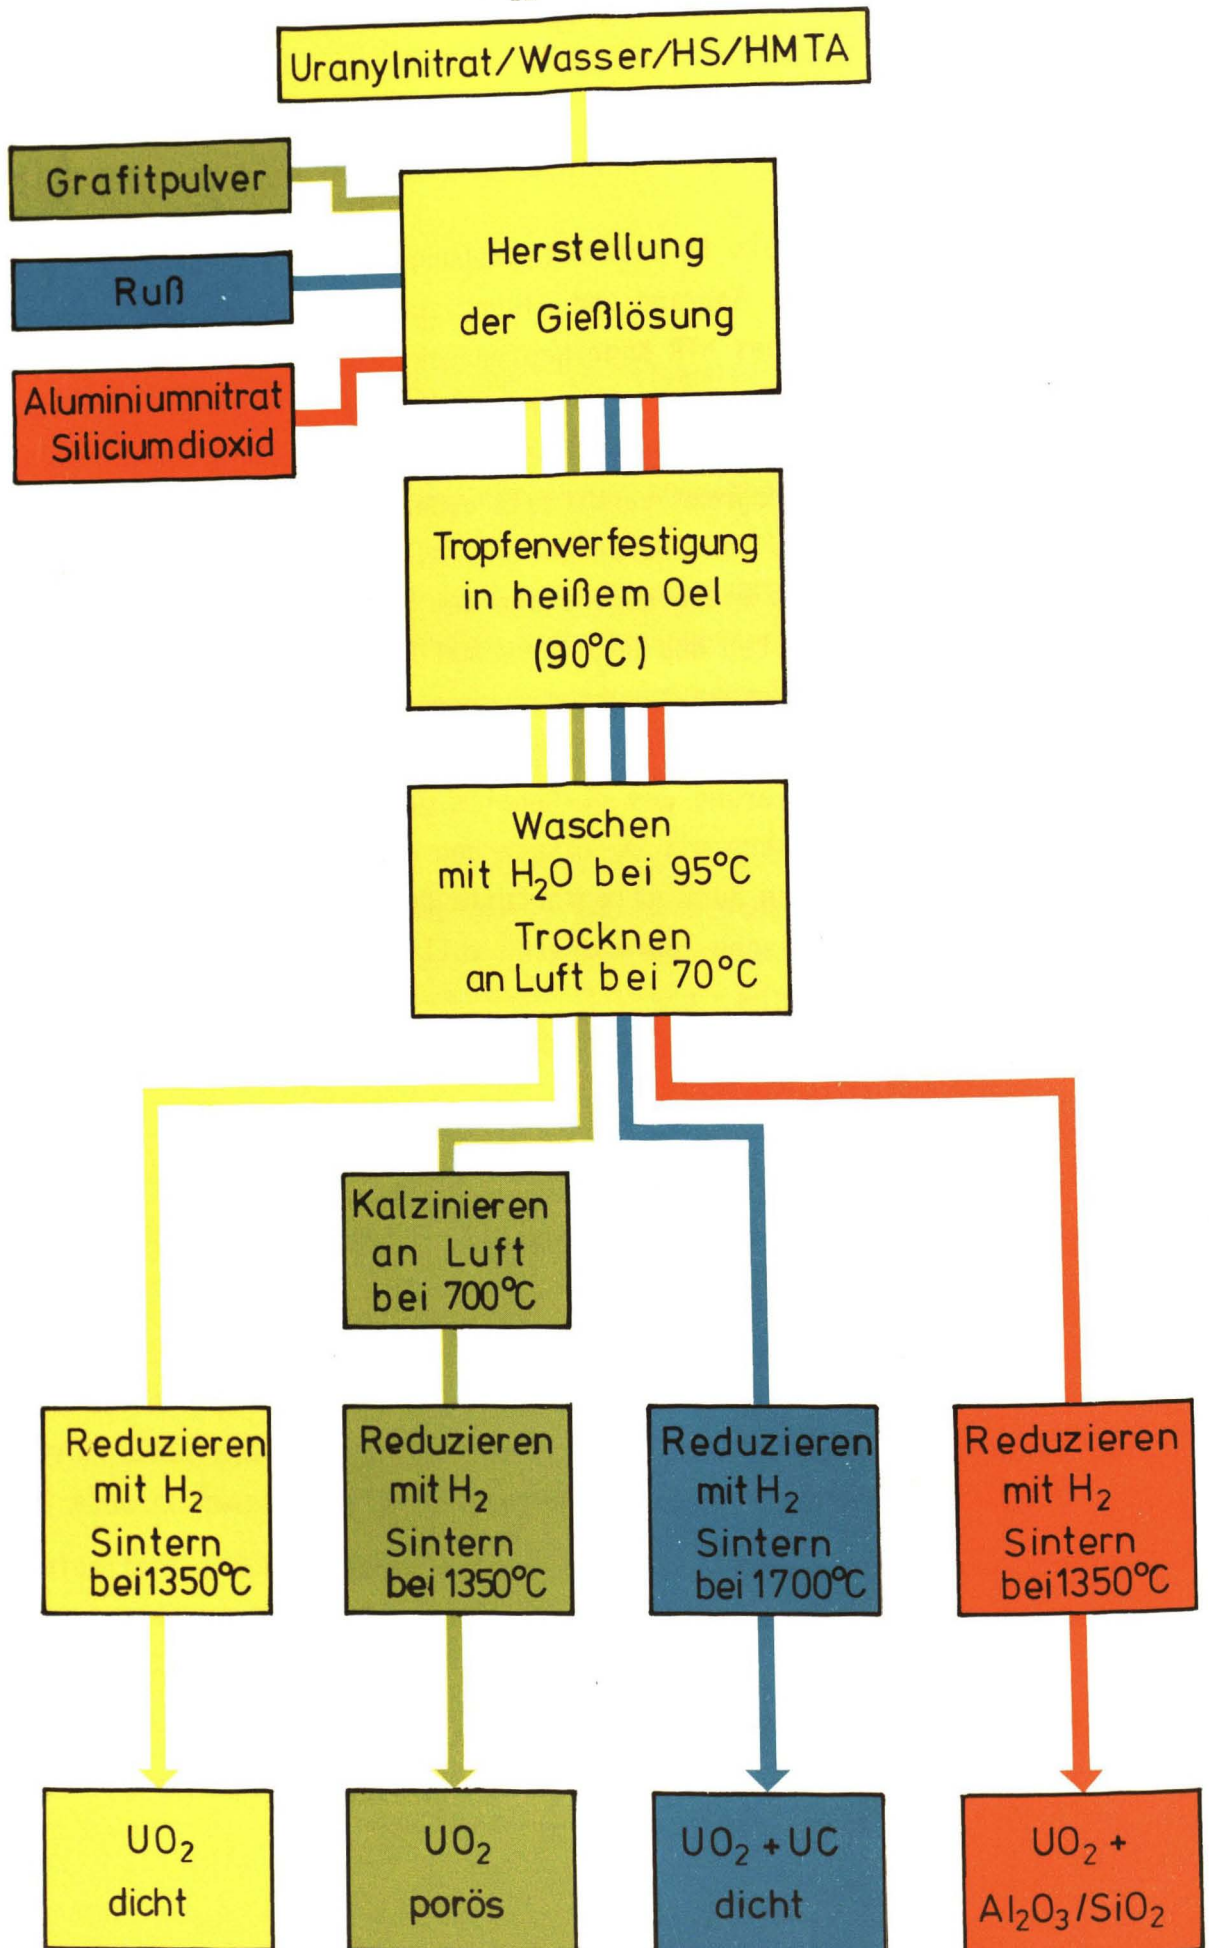 Uranylnitrat/Wasser/HS/HMTA
Grafitpulver
Ruß
Aluminiumnitrat
Siliciumdioxid
Herstellung
der Gießlösung
Tropfenverfestigung
in heißem Oel
(90°C)
Waschen
mit H₂O bei 95°C
Trocknen
an Luft bei 70°C
Kalzinieren
an Luft
bei 700°C
Reduzieren
mit H₂
Sintern
bei 1350°C
Reduzieren
mit H₂
Sintern
bei 1350°C
Reduzieren
mit H₂
Sintern
bei 1700°C
Reduzieren
mit H₂
Sintern
bei 1350°C
UO₂
dicht
UO₂
porös
UO₂ + UC
dicht
UO₂ +
Al₂O₃/SiO₂